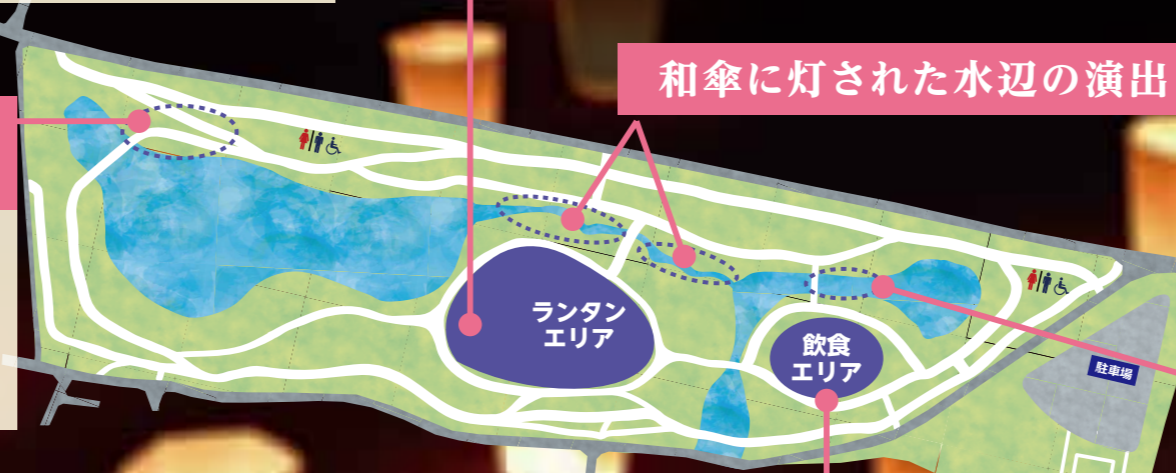 和傘に灯された水辺の演出
ランタン
エリア
飲食
エリア
駐車場